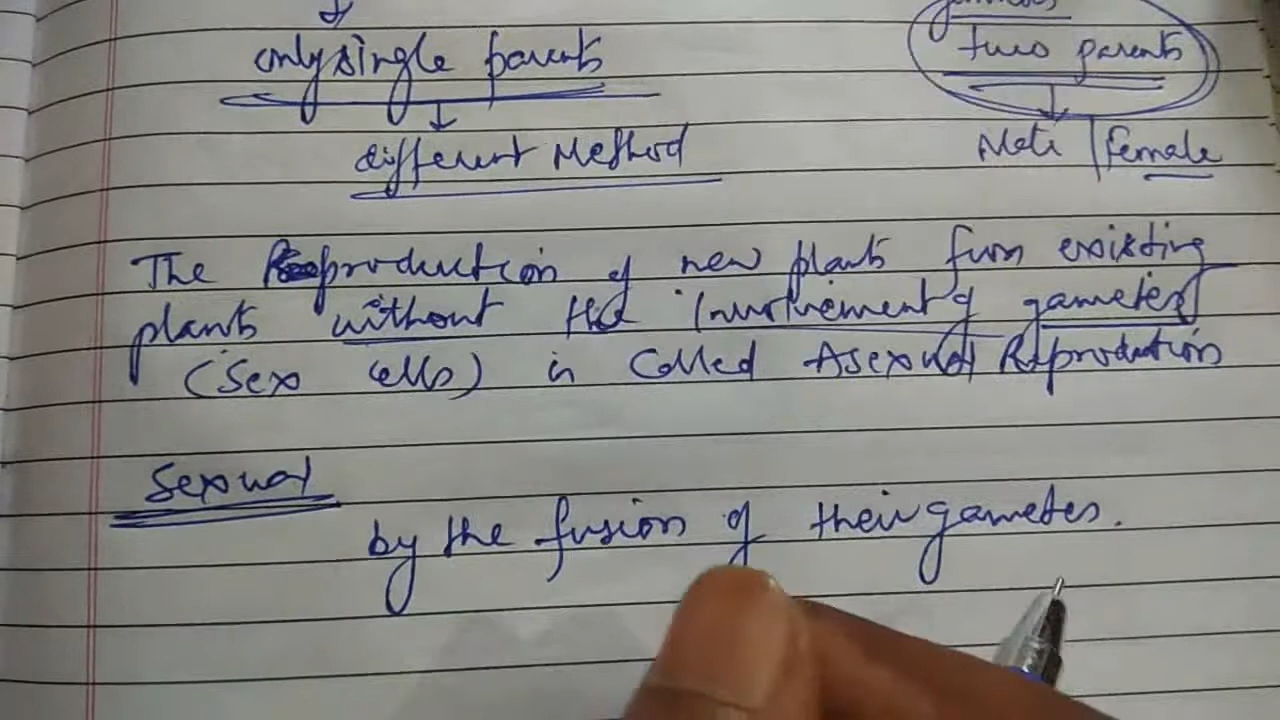 gametes
only single parents
two parents
different Method
Male | female
The Reproduction of new plants from existing
plants without the involvement of gametes
(Sex cells) is called Asexual Reproduction
Sexual
by the fusion of their gametes.